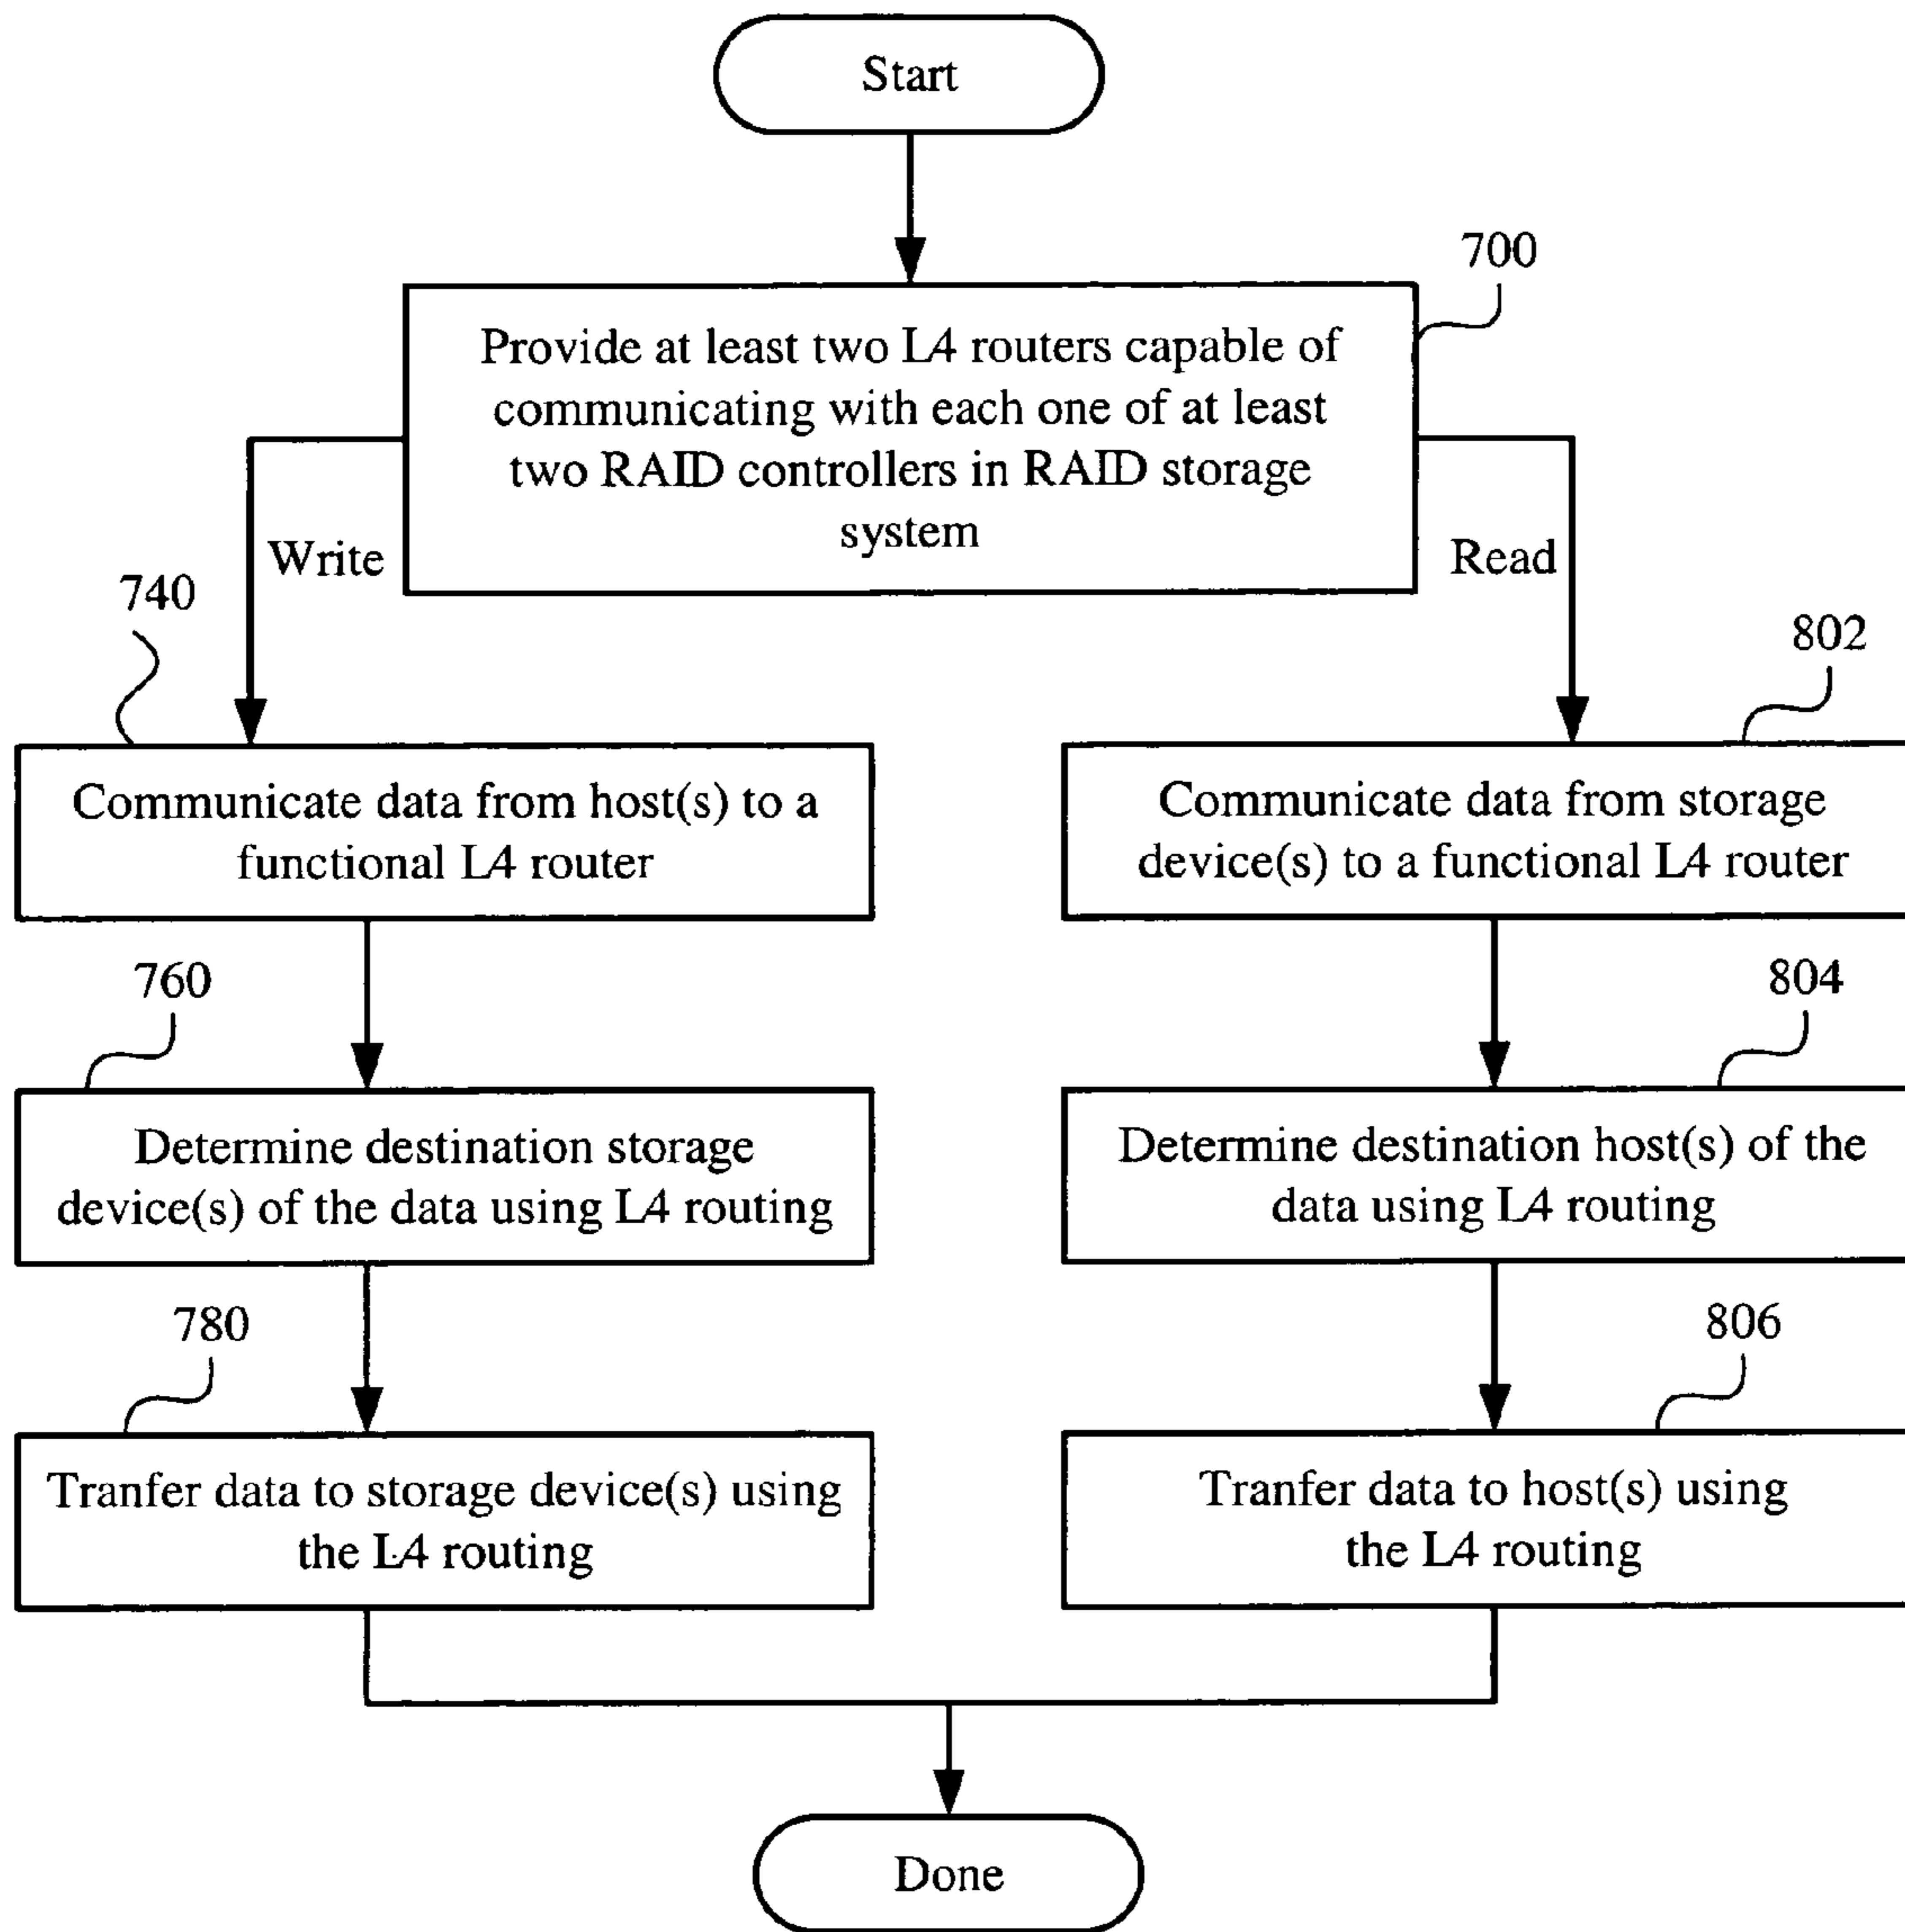 Start
700
Provide at least two L4 routers capable of
communicating with each one of at least
two RAID controllers in RAID storage
system
Write
Read
740
802
Communicate data from host(s) to a
functional L4 router
Communicate data from storage
device(s) to a functional L4 router
760
804
Determine destination storage
device(s) of the data using L4 routing
Determine destination host(s) of the
data using L4 routing
780
806
Tranfer data to storage device(s) using
the L4 routing
Tranfer data to host(s) using
the L4 routing
Done